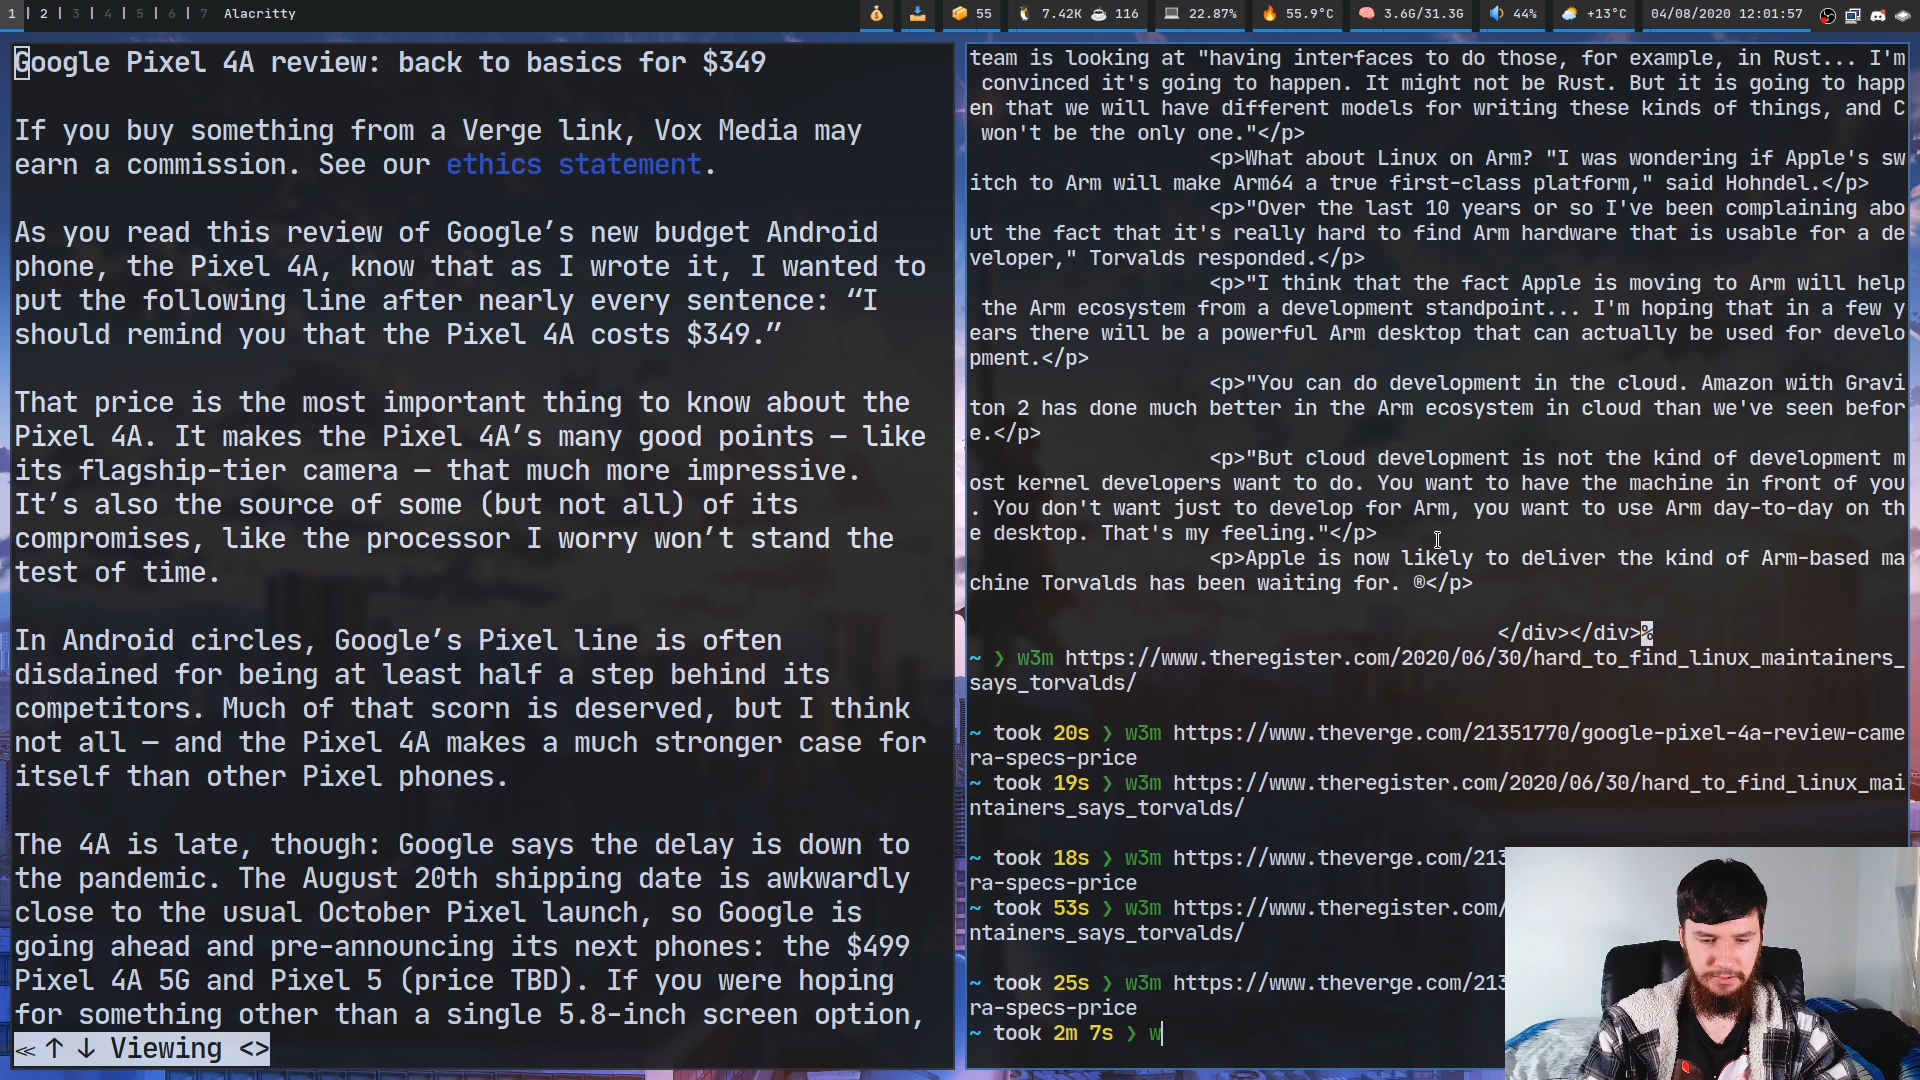 1 | 2 | 3 | 4 | 5 | 6 | 7 Alacritty
55 7.42K 116 22.87% 55.9°C 3.6G/31.3G 44% +13°C 04/08/2020 12:01:57
Google Pixel 4A review: back to basics for $349
If you buy something from a Verge link, Vox Media may
earn a commission. See our ethics statement.
As you read this review of Google’s new budget Android
phone, the Pixel 4A, know that as I wrote it, I wanted to
put the following line after nearly every sentence: “I
should remind you that the Pixel 4A costs $349.”
That price is the most important thing to know about the
Pixel 4A. It makes the Pixel 4A’s many good points — like
its flagship-tier camera — that much more impressive.
It’s also the source of some (but not all) of its
compromises, like the processor I worry won’t stand the
test of time.
In Android circles, Google’s Pixel line is often
disdained for being at least half a step behind its
competitors. Much of that scorn is deserved, but I think
not all — and the Pixel 4A makes a much stronger case for
itself than other Pixel phones.
The 4A is late, though: Google says the delay is down to
the pandemic. The August 20th shipping date is awkwardly
close to the usual October Pixel launch, so Google is
going ahead and pre-announcing its next phones: the $499
Pixel 4A 5G and Pixel 5 (price TBD). If you were hoping
for something other than a single 5.8-inch screen option,
≪ ↑ ↓ Viewing <>
team is looking at "having interfaces to do those, for example, in Rust... I'm
convinced it's going to happen. It might not be Rust. But it is going to happ
en that we will have different models for writing these kinds of things, and C
won't be the only one."</p>
<p>What about Linux on Arm? "I was wondering if Apple's sw
itch to Arm will make Arm64 a true first-class platform," said Hohndel.</p>
<p>"Over the last 10 years or so I've been complaining abo
ut the fact that it's really hard to find Arm hardware that is usable for a de
veloper," Torvalds responded.</p>
<p>"I think that the fact Apple is moving to Arm will help
the Arm ecosystem from a development standpoint... I'm hoping that in a few y
ears there will be a powerful Arm desktop that can actually be used for develo
pment.</p>
<p>"You can do development in the cloud. Amazon with Gravi
ton 2 has done much better in the Arm ecosystem in cloud than we've seen befor
e.</p>
<p>"But cloud development is not the kind of development m
ost kernel developers want to do. You want to have the machine in front of you
. You don't want just to develop for Arm, you want to use Arm day-to-day on th
e desktop. That's my feeling."</p>
<p>Apple is now likely to deliver the kind of Arm-based ma
chine Torvalds has been waiting for. ®</p>
</div></div>%
~ ❯ w3m https://www.theregister.com/2020/06/30/hard_to_find_linux_maintainers_
says_torvalds/
~ took 20s ❯ w3m https://www.theverge.com/21351770/google-pixel-4a-review-came
ra-specs-price
~ took 19s ❯ w3m https://www.theregister.com/2020/06/30/hard_to_find_linux_mai
ntainers_says_torvalds/
~ took 18s ❯ w3m https://www.theverge.com/213
ra-specs-price
~ took 53s ❯ w3m https://www.theregister.com/
ntainers_says_torvalds/
~ took 25s ❯ w3m https://www.theverge.com/213
ra-specs-price
~ took 2m 7s ❯ w